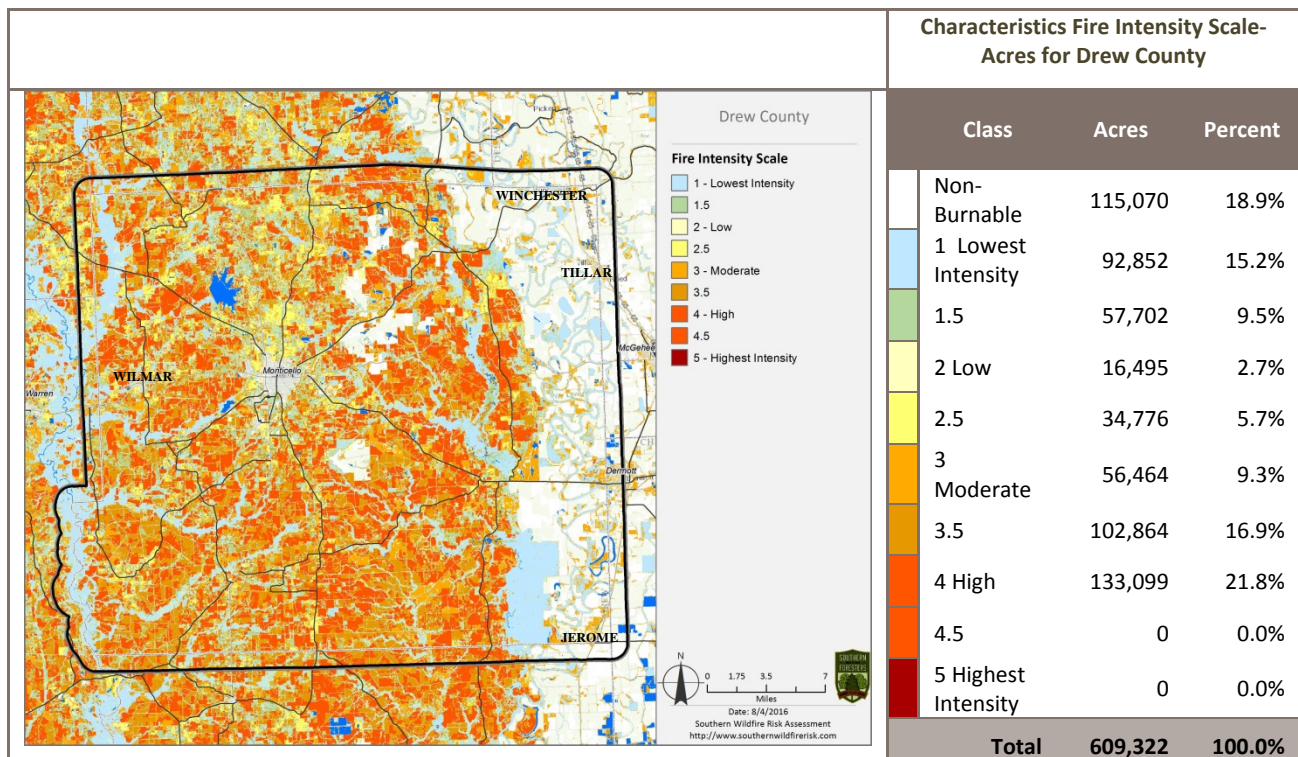 Characteristics Fire Intensity Scale-
Acres for Drew County
Drew County
Fire Intensity Scale
1 - Lowest Intensity
1.5
2 - Low
2.5
3 - Moderate
3.5
4 - High
4.5
5 - Highest Intensity
WINCHESTER
TILLAR
McGehee
WILMAR
Monticello
Warren
Dermott
JEROME
N
0 1.75 3.5 7
Miles
Date: 8/4/2016
Southern Wildfire Risk Assessment
http://www.southernwildfirerisk.com
SOUTHERN
FORESTERS
Class Acres Percent
Non-
Burnable 115,070 18.9%
1 Lowest
Intensity 92,852 15.2%
1.5 57,702 9.5%
2 Low 16,495 2.7%
2.5 34,776 5.7%
3
Moderate 56,464 9.3%
3.5 102,864 16.9%
4 High 133,099 21.8%
4.5 0 0.0%
5 Highest
Intensity 0 0.0%
Total 609,322 100.0%